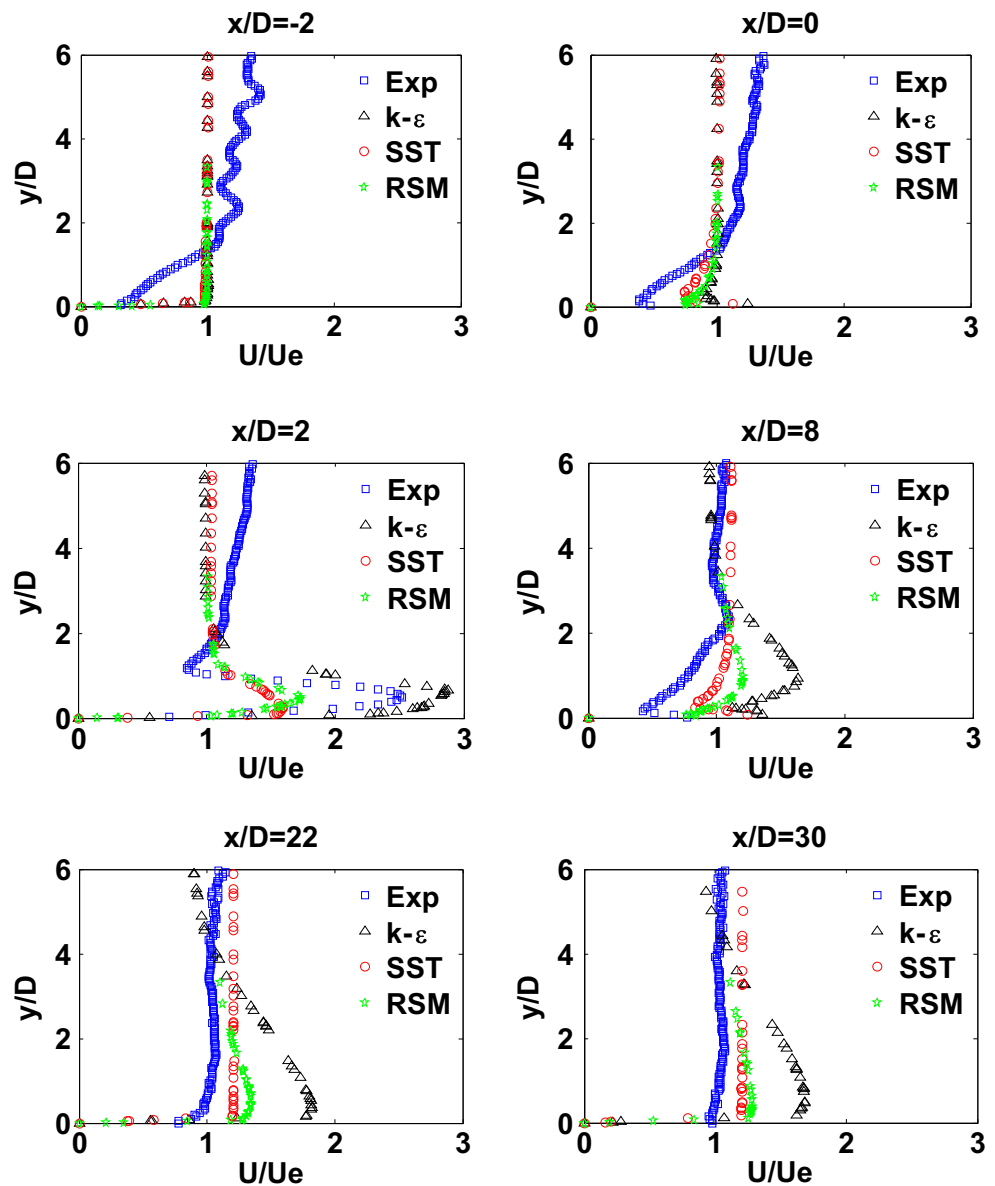 x/D=-2
6
4
2
0
y/D
Exp
k-ε
SST
RSM
0 1 2 3
U/Ue
x/D=0
6
4
2
0
y/D
Exp
k-ε
SST
RSM
0 1 2 3
U/Ue
x/D=2
6
4
2
0
y/D
Exp
k-ε
SST
RSM
0 1 2 3
U/Ue
x/D=8
6
4
2
0
y/D
Exp
k-ε
SST
RSM
0 1 2 3
U/Ue
x/D=22
6
4
2
0
y/D
Exp
k-ε
SST
RSM
0 1 2 3
U/Ue
x/D=30
6
4
2
0
y/D
Exp
k-ε
SST
RSM
0 1 2 3
U/Ue